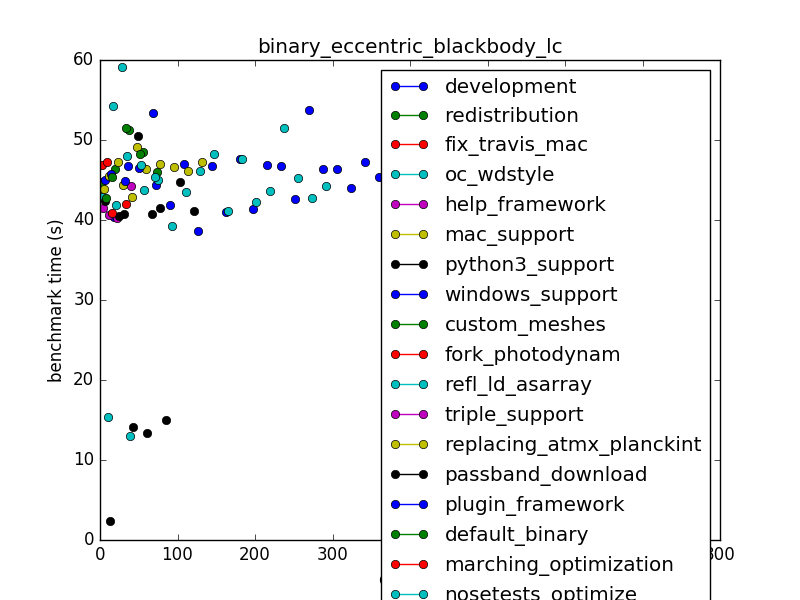 binary_eccentric_blackbody_lc
60
50
40
30
20
10
0
benchmark time (s)
0
100
200
300
800
development
redistribution
fix_travis_mac
oc_wdstyle
help_framework
mac_support
python3_support
windows_support
custom_meshes
fork_photodynam
refl_ld_asarray
triple_support
replacing_atmx_planckint
passband_download
plugin_framework
default_binary
marching_optimization
nosetests_optimize